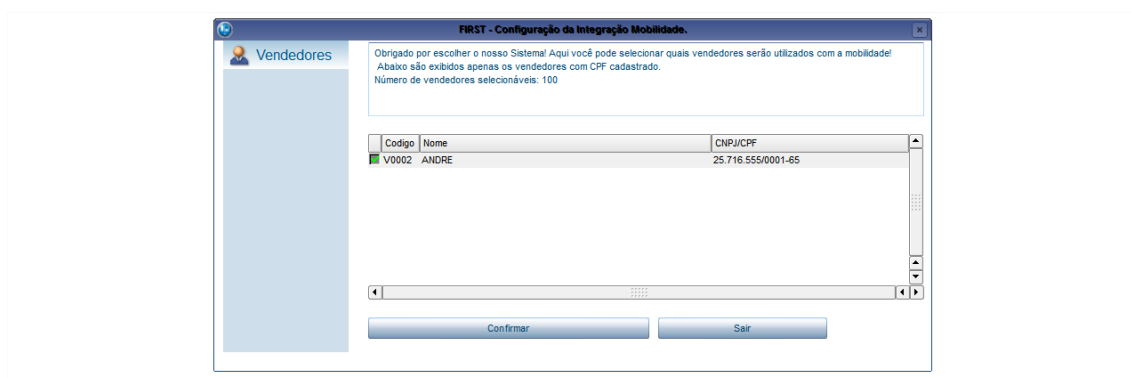 FIRST - Configuração da Integração Mobilidade.
Vendedores
Obrigado por escolher o nosso Sistema! Aqui você pode selecionar quais vendedores serão utilizados com a mobilidade!
Abaixo são exibidos apenas os vendedores com CPF cadastrado.
Número de vendedores selecionáveis: 100
Codigo Nome CNPJ/CPF
V0002 ANDRE 25.716.555/0001-65
Confirmar Sair